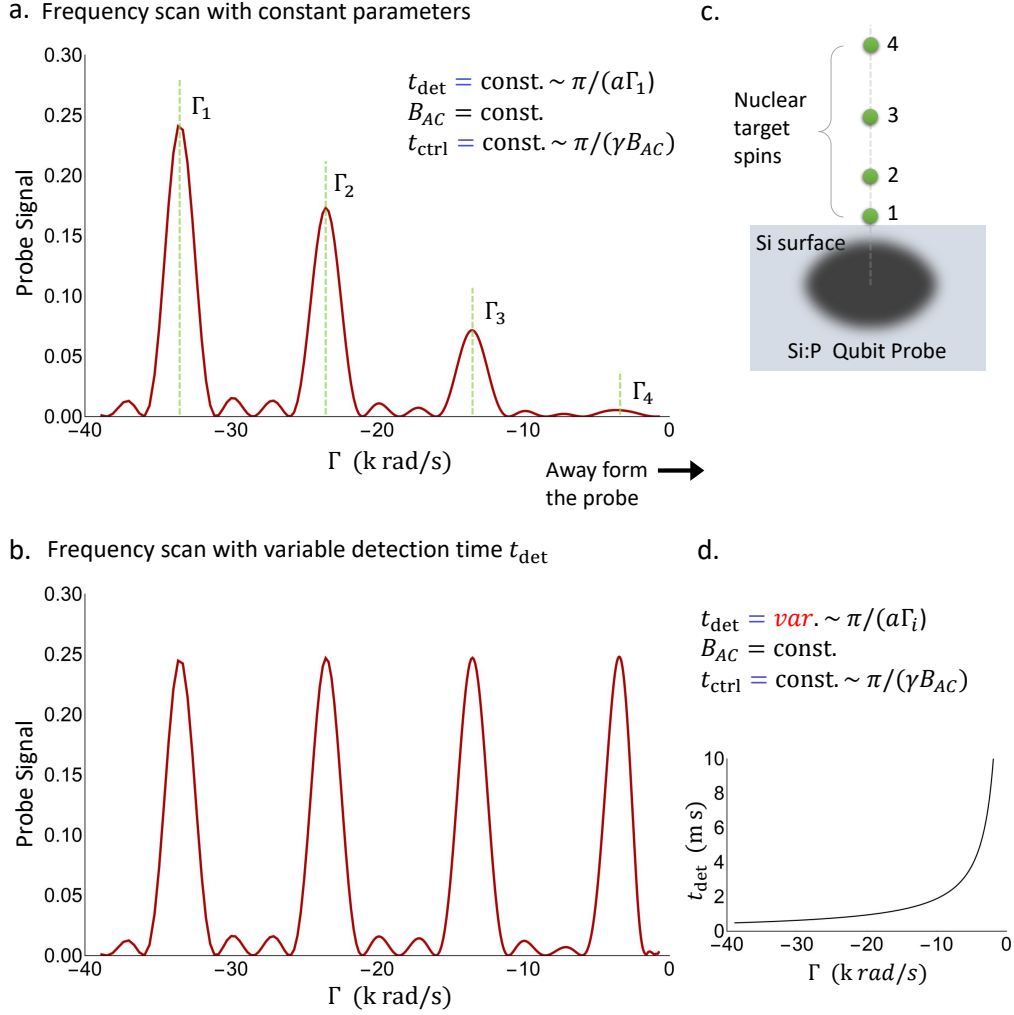 a. Frequency scan with constant parameters
0.30
0.25
0.20
0.15
0.10
0.05
0.00
Probe Signal
−40 −30 −20 −10 0
Γ (k rad/s)
Γ₁
Γ₂
Γ₃
Γ₄
t_det = const. ~ π/(aΓ₁)
B_AC = const.
t_ctrl = const. ~ π/(γB_AC)
Away form
the probe
c.
4
3
2
1
Nuclear
target
spins
Si surface
Si:P Qubit Probe
b. Frequency scan with variable detection time t_det
0.30
0.25
0.20
0.15
0.10
0.05
0.00
Probe Signal
−40 −30 −20 −10 0
Γ (k rad/s)
d.
t_det = var. ~ π/(aΓᵢ)
B_AC = const.
t_ctrl = const. ~ π/(γB_AC)
10
8
6
4
2
0
t_det (m s)
−40 −30 −20 −10 0
Γ (k rad/s)